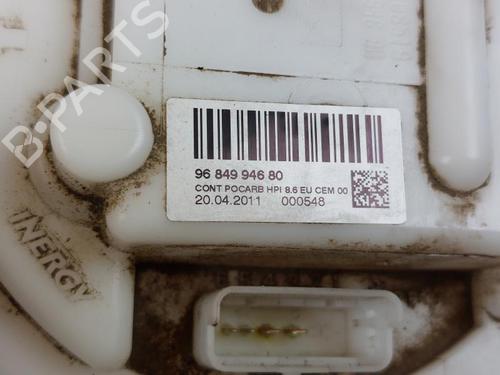 B-PARTS
96 849 946 80
CONT POCARB HPI 8.6 EU CEM 00
20.04.2011 000548
INERGY